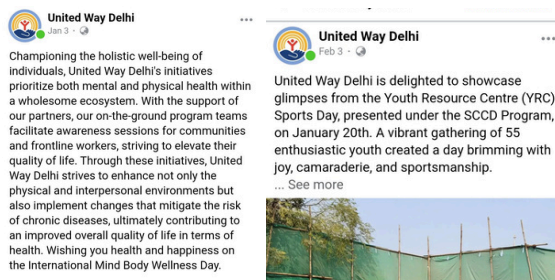 United Way Delhi
Jan 3 ·
Championing the holistic well-being of
individuals, United Way Delhi's initiatives
prioritize both mental and physical health within
a wholesome ecosystem. With the support of
our partners, our on-the-ground program teams
facilitate awareness sessions for communities
and frontline workers, striving to elevate their
quality of life. Through these initiatives, United
Way Delhi strives to enhance not only the
physical and interpersonal environments but
also implement changes that mitigate the risk
of chronic diseases, ultimately contributing to
an improved overall quality of life in terms of
health. Wishing you health and happiness on
the International Mind Body Wellness Day.
United Way Delhi
Feb 3 ·
United Way Delhi is delighted to showcase
glimpses from the Youth Resource Centre (YRC)
Sports Day, presented under the SCCD Program,
on January 20th. A vibrant gathering of 55
enthusiastic youth created a day brimming with
joy, camaraderie, and sportsmanship.
... See more